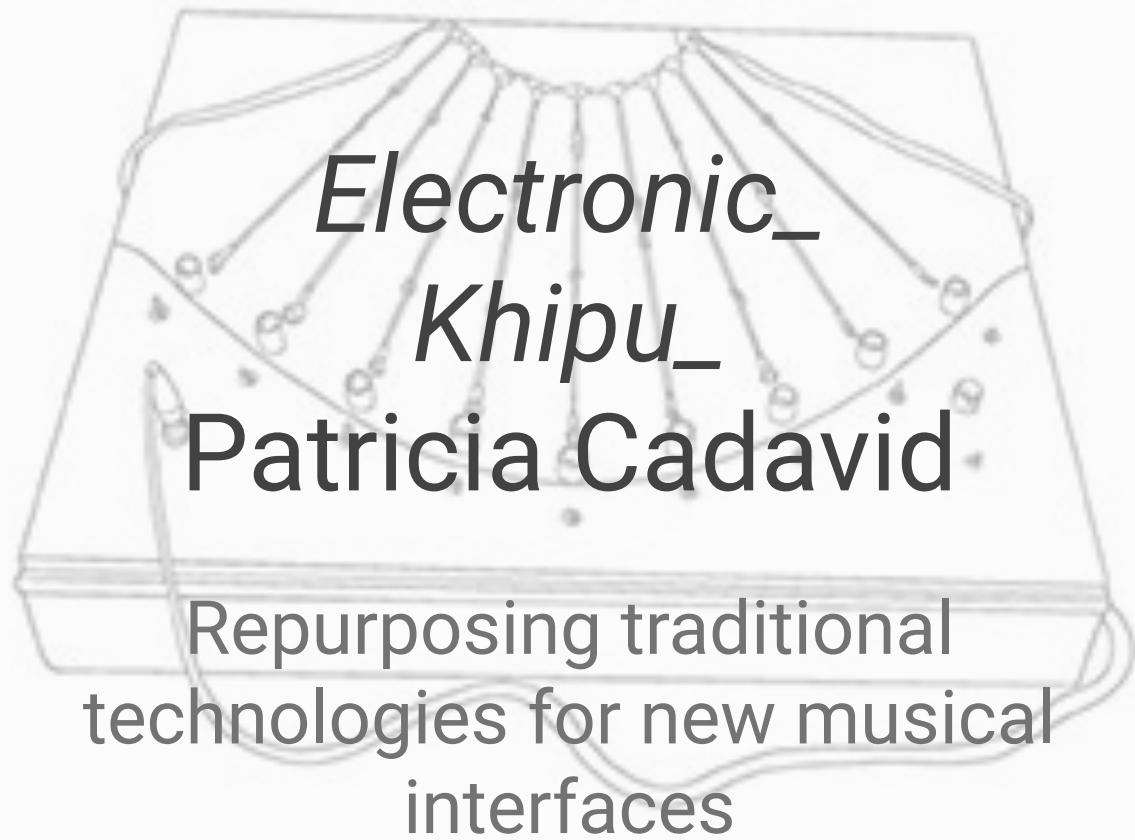 Electronic_
Khipu_
Patricia Cadavid
Repurposing traditional
technologies for new musical
interfaces